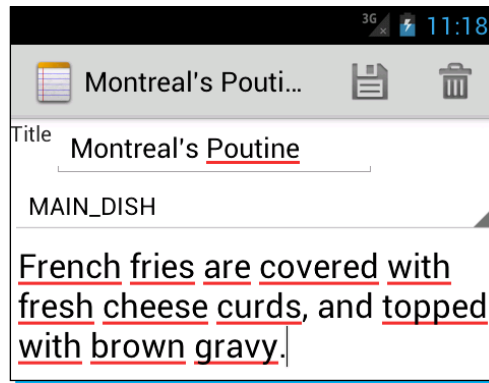 3G 11:18
Montreal's Pouti...
Title Montreal's Poutine
MAIN_DISH
French fries are covered with
fresh cheese curds, and topped
with brown gravy.